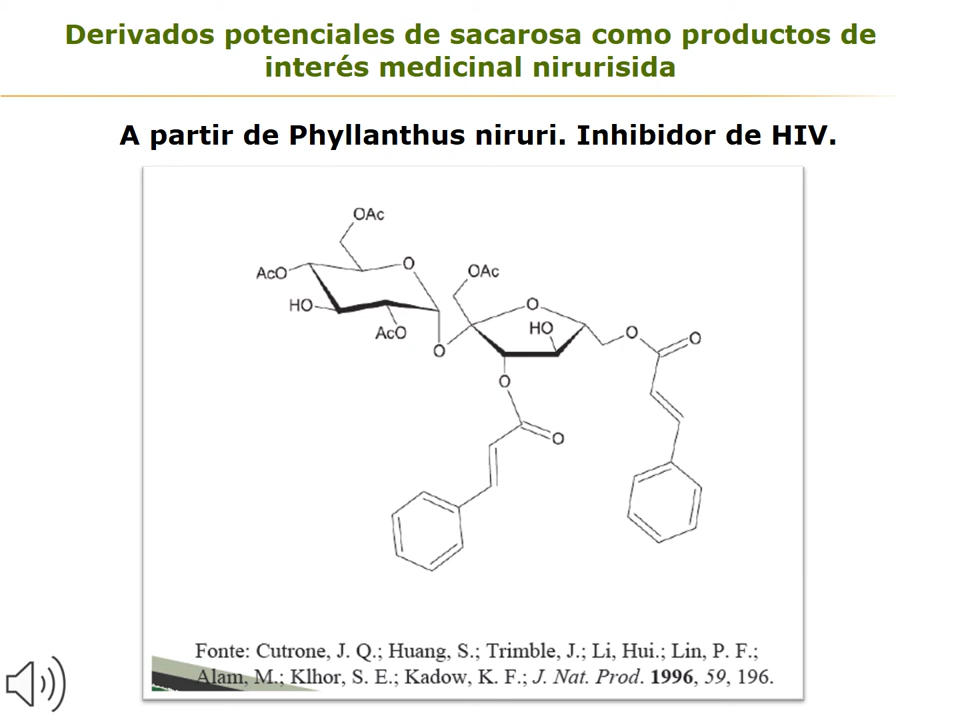 Derivados potenciales de sacarosa como productos de
interés medicinal nirurisida
A partir de Phyllanthus niruri. Inhibidor de HIV.
OAc
O
AcO
OAc
HO
O
HO
O
O
AcO
O
O
O
Fonte: Cutrone, J. Q.; Huang, S.; Trimble, J.; Li, Hui.; Lin, P. F.;
Alam, M.; Klhor, S. E.; Kadow, K. F.; J. Nat. Prod. 1996, 59, 196.